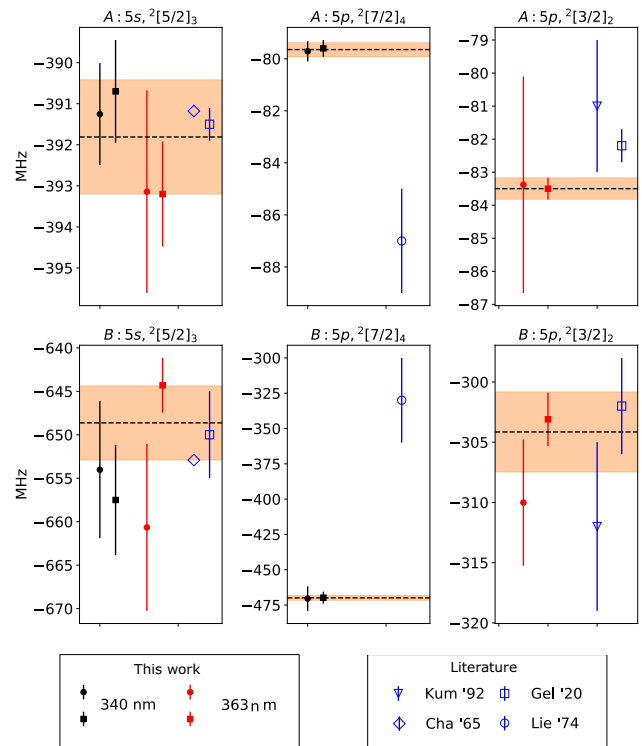 A : 5s, ²[5/2]₃
A : 5p, ²[7/2]₄
A : 5p, ²[3/2]₂
MHz
−390
−391
−392
−393
−394
−395
−80
−82
−84
−86
−88
−79
−80
−81
−82
−83
−84
−85
−86
−87
B : 5s, ²[5/2]₃
B : 5p, ²[7/2]₄
B : 5p, ²[3/2]₂
MHz
−640
−645
−650
−655
−660
−665
−670
−300
−325
−350
−375
−400
−425
−450
−475
−300
−305
−310
−315
−320
This work
340 nm
363 n m
Literature
Kum '92
Gel '20
Cha '65
Lie '74